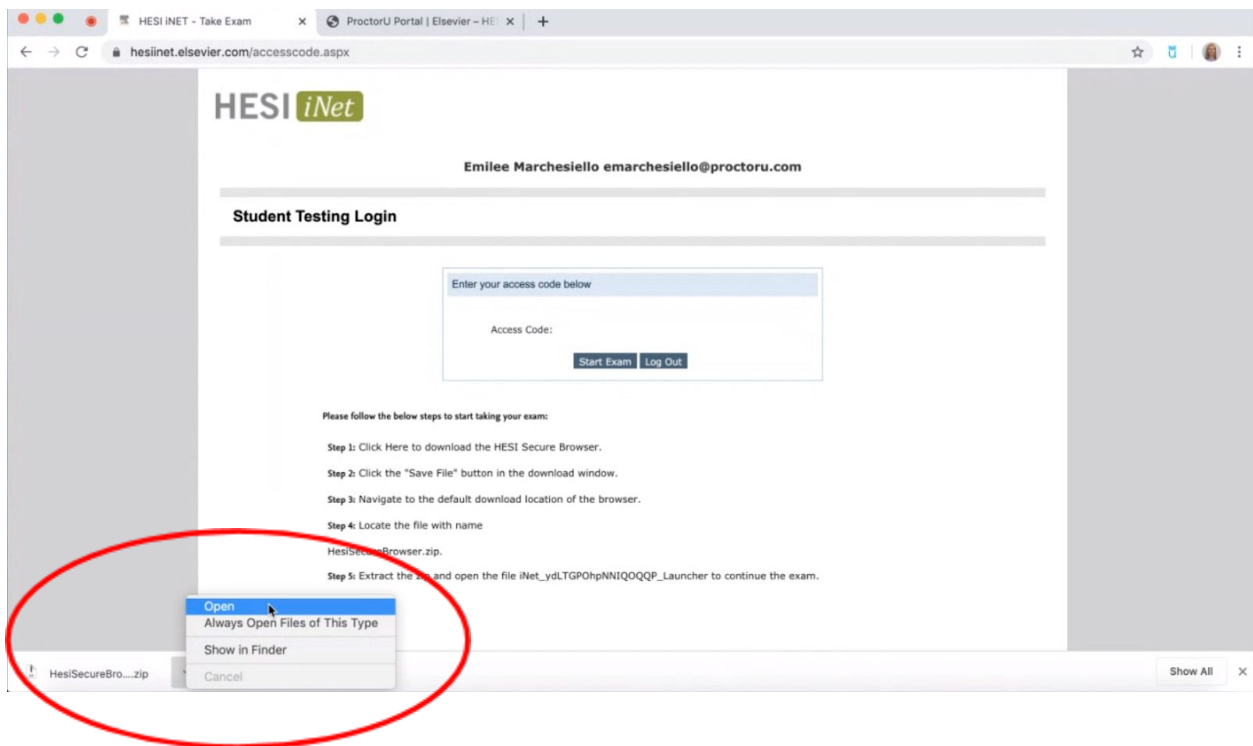 HESI iNET - Take Exam
ProctorU Portal | Elsevier – HE
hesiinet.elsevier.com/accesscode.aspx
HESI iNet
Emilee Marchesiello emarchesiello@proctoru.com
Student Testing Login
Enter your access code below
Access Code:
Start Exam Log Out
Please follow the below steps to start taking your exam:
Step 1: Click Here to download the HESI Secure Browser.
Step 2: Click the "Save File" button in the download window.
Step 3: Navigate to the default download location of the browser.
Step 4: Locate the file with name
HesiSecureBrowser.zip.
Step 5: Extract the zip and open the file iNet_ydLTGPOhpNNIQOQQP_Launcher to continue the exam.
Open
Always Open Files of This Type
Show in Finder
Cancel
HesiSecureBro....zip
Show All